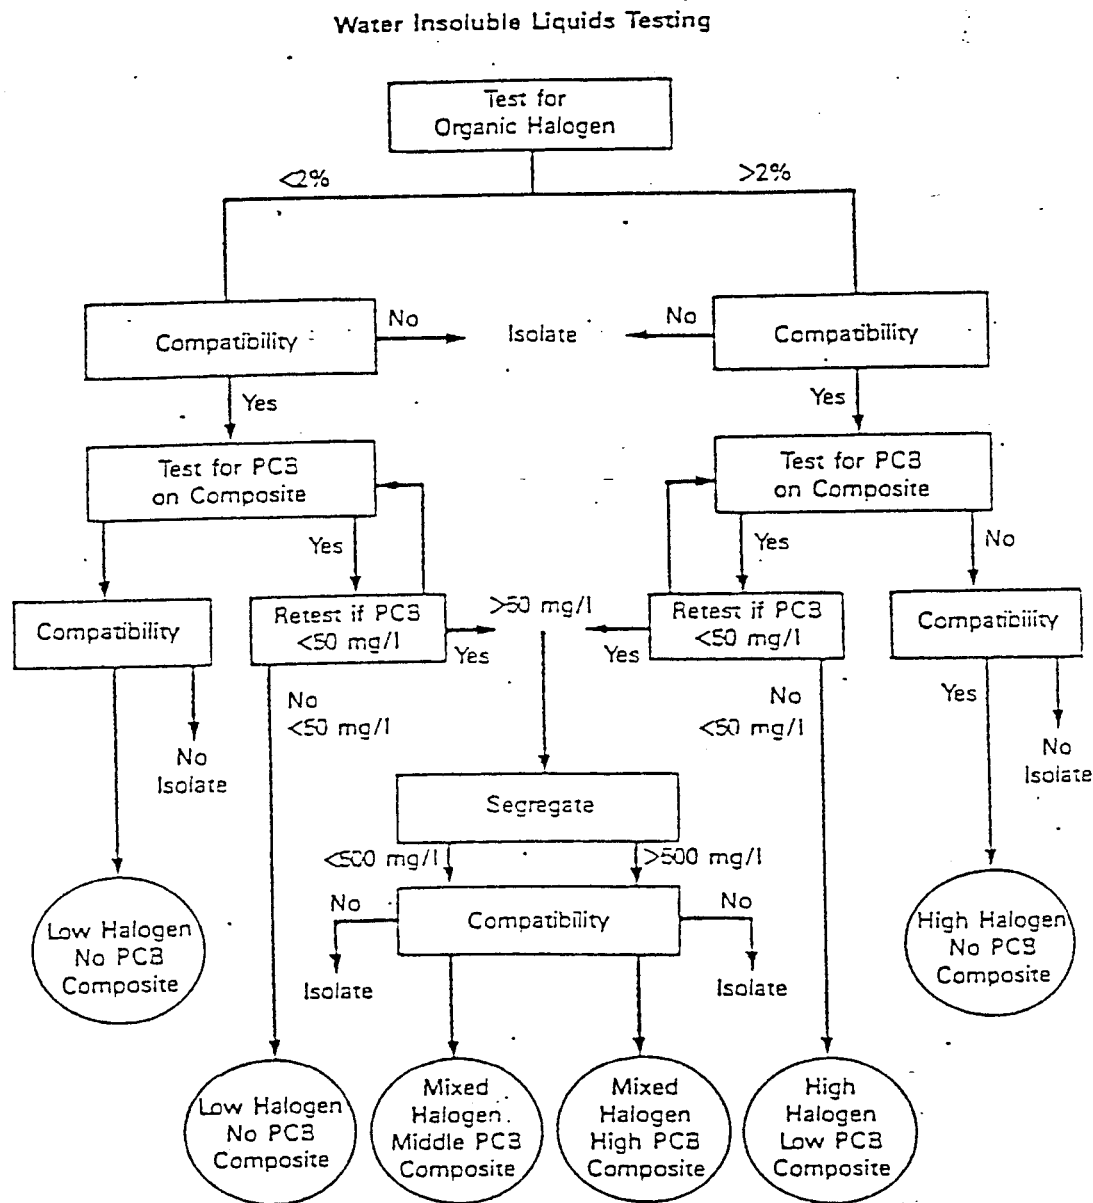 Water Insoluble Liquids Testing
Test for
Organic Halogen
<2%
>2%
Compatibility
No
Isolate
No
Compatibility
Yes
Yes
Test for PCB
on Composite
Test for PCB
on Composite
Yes
Yes
No
Compatibility
Retest if PCB
<50 mg/l
Yes
>50 mg/l
Yes
Retest if PCB
<50 mg/l
Compatibility
No
<50 mg/l
No
<50 mg/l
Yes
No
Isolate
No
Isolate
Segregate
<500 mg/l
>500 mg/l
No
Compatibility
No
Isolate
Isolate
Low Halogen
No PCB
Composite
High Halogen
No PCB
Composite
Low Halogen
No PCB
Composite
Mixed
Halogen
Middle PCB
Composite
Mixed
Halogen
High PCB
Composite
High
Halogen
Low PCB
Composite